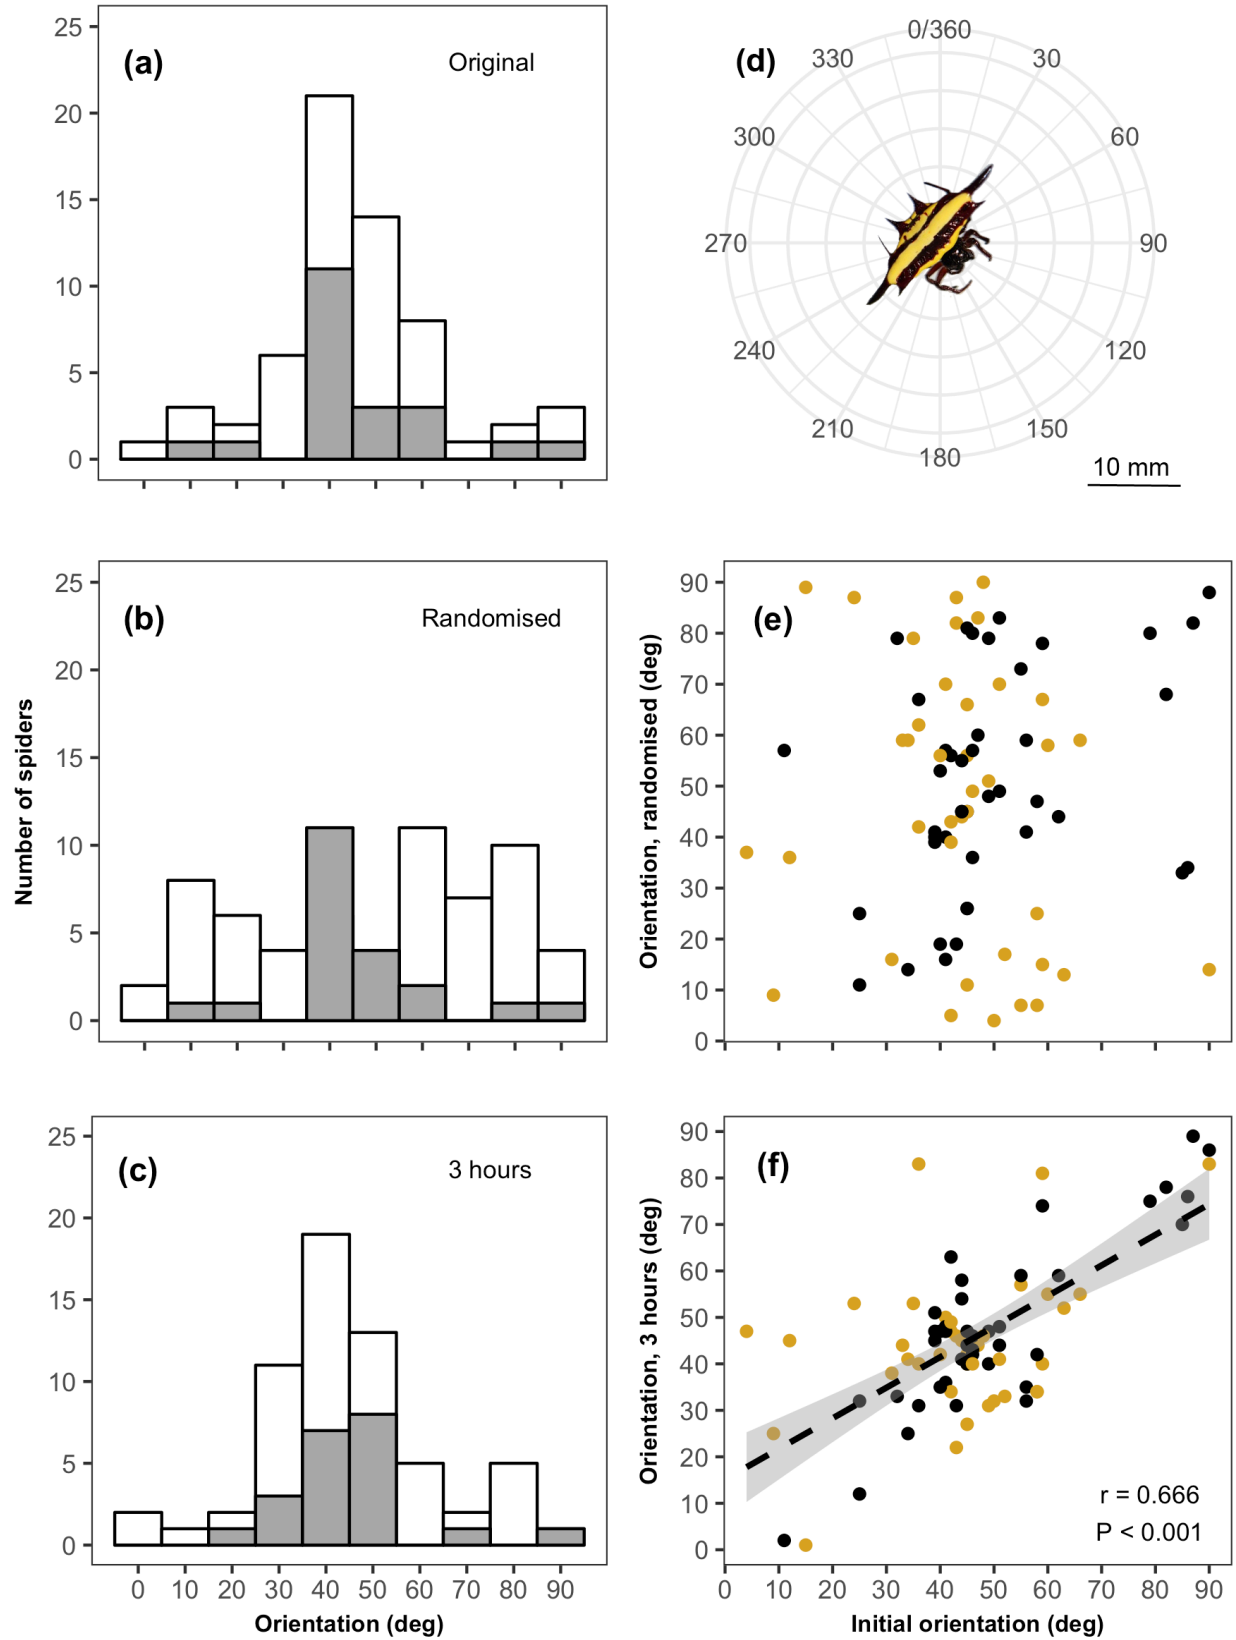 (a)
Original
25
20
15
10
5
0
(d)
0/360
30
60
90
120
150
180
210
240
270
300
330
10 mm
Number of spiders
(b)
Randomised
25
20
15
10
5
0
Orientation, randomised (deg)
(e)
90
80
70
60
50
40
30
20
10
0
(c)
3 hours
25
20
15
10
5
0
0 10 20 30 40 50 60 70 80 90
Orientation (deg)
Orientation, 3 hours (deg)
(f)
90
80
70
60
50
40
30
20
10
0
r = 0.666
P < 0.001
0 10 20 30 40 50 60 70 80 90
Initial orientation (deg)